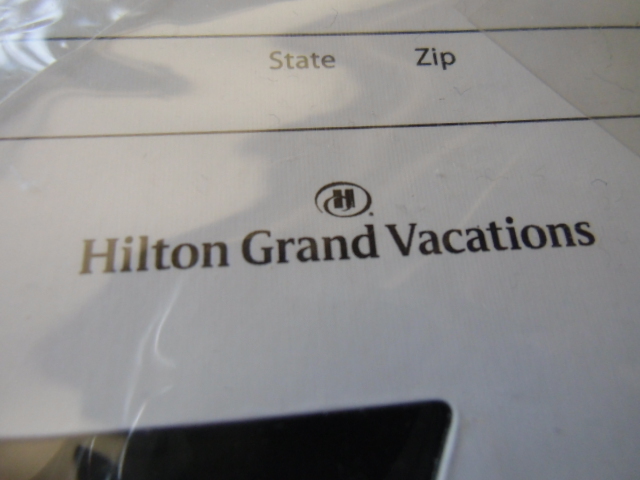 State Zip
H
Hilton Grand Vacations